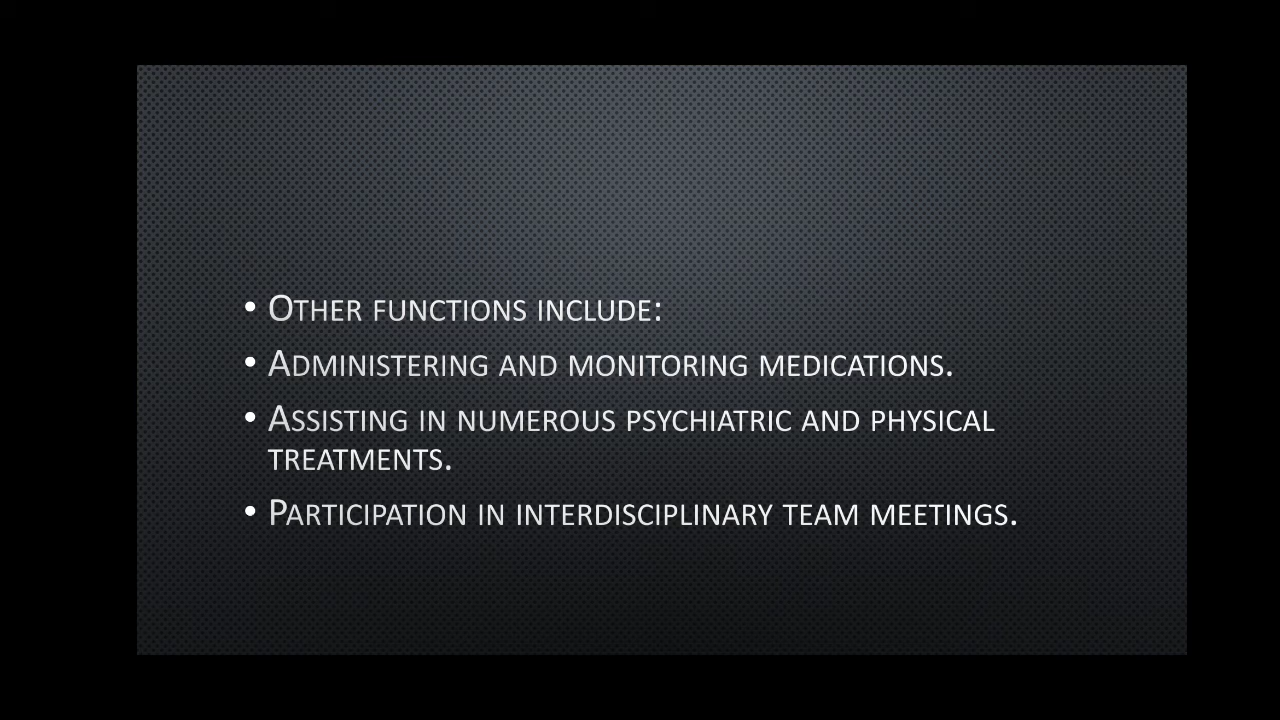 • Other functions include:
• Administering and monitoring medications.
• Assisting in numerous psychiatric and physical
treatments.
• Participation in interdisciplinary team meetings.